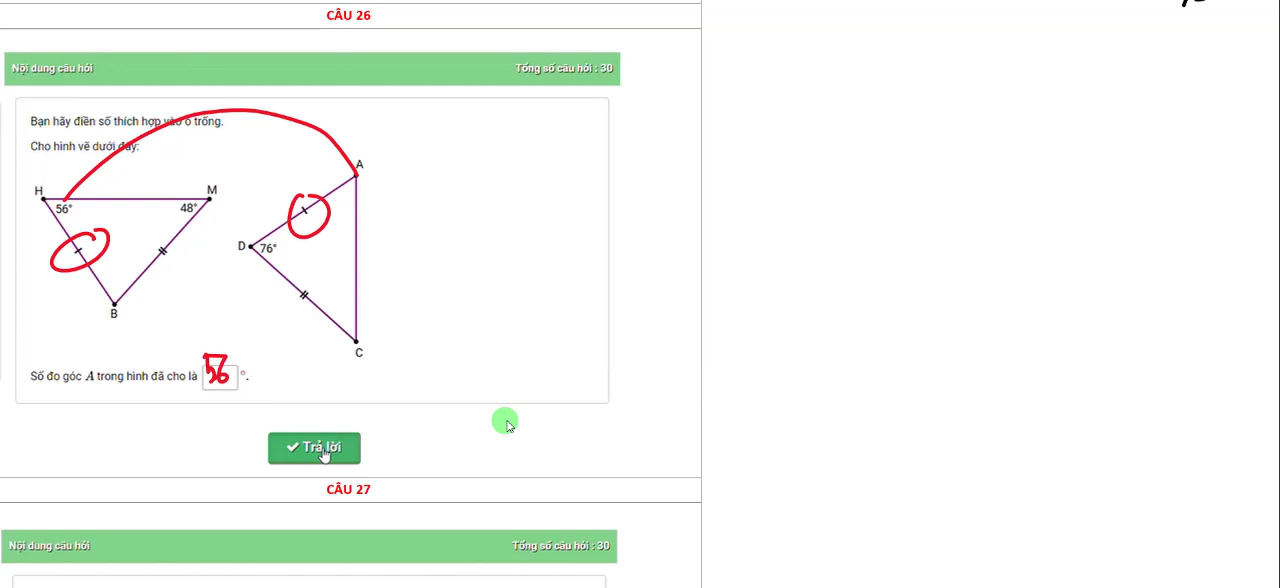 CÂU 26
Nội dung câu hỏi
Tổng số câu hỏi : 30
Bạn hãy điền số thích hợp vào ô trống.
Cho hình vẽ dưới đây:
H
M
A
56°
48°
D
76°
B
C
Số đo góc A trong hình đã cho là 56 °.
Trả lời
CÂU 27
Nội dung câu hỏi
Tổng số câu hỏi : 30